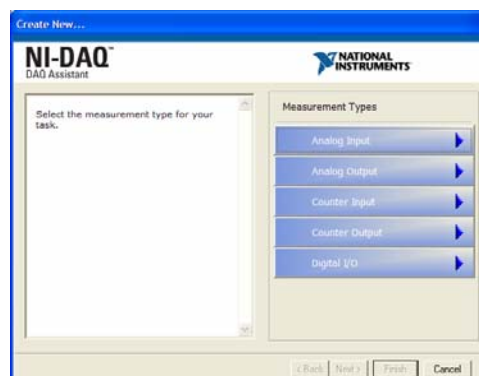 Create New...
NI-DAQ™
DAQ Assistant
NATIONAL
INSTRUMENTS
Select the measurement type for your
task.
Measurement Types
Analog Input
Analog Output
Counter Input
Counter Output
Digital I/O
< Back
Next >
Finish
Cancel